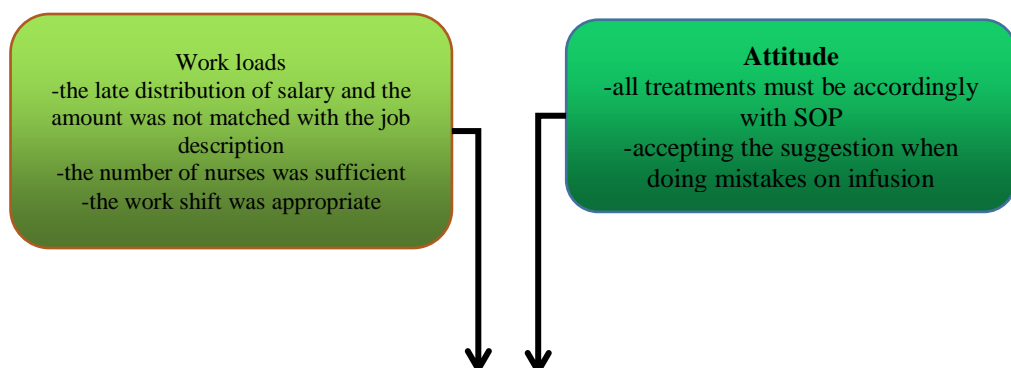 Work loads
-the late distribution of salary and the
amount was not matched with the job
description
-the number of nurses was sufficient
-the work shift was appropriate
Attitude
-all treatments must be accordingly
with SOP
-accepting the suggestion when
doing mistakes on infusion